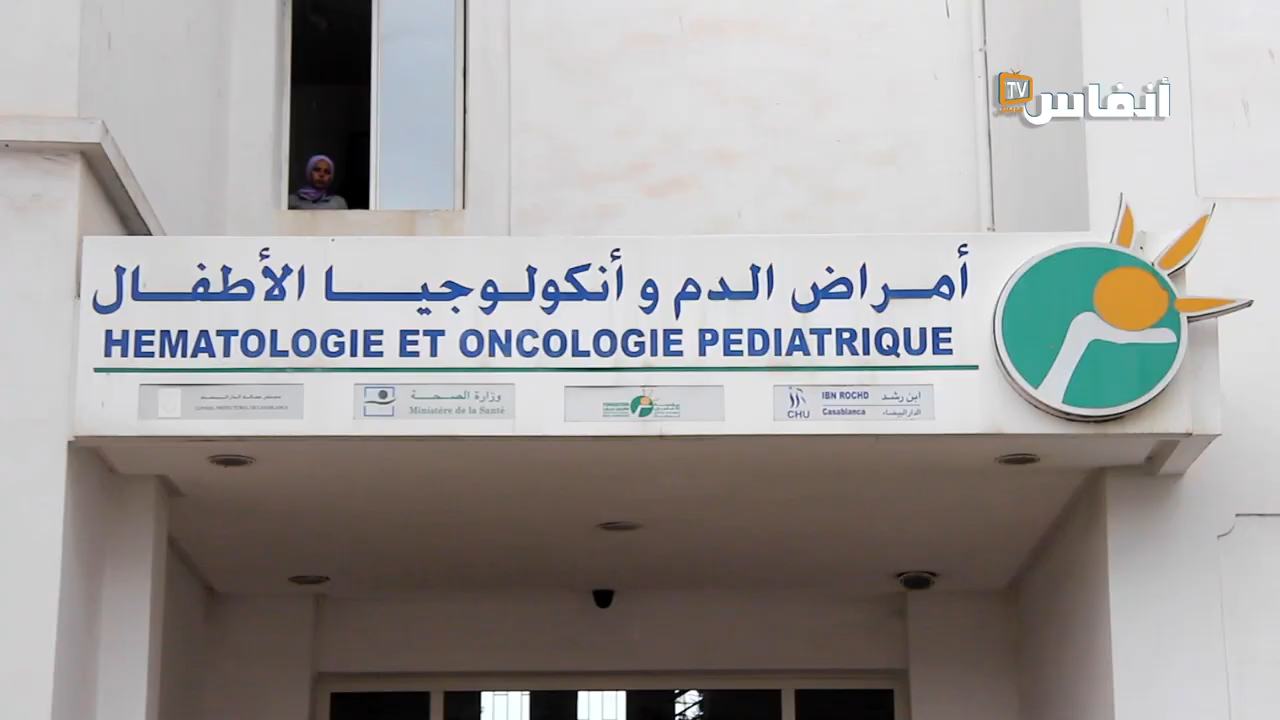 أنفاس TV
أمراض الدم و أنكولوجيا الأطفال
HEMATOLOGIE ET ONCOLOGIE PEDIATRIQUE
وزارة الصحة
Ministère de la Santé
CHU
IBN ROCHD ابن رشد
Casablanca الدار البيضاء